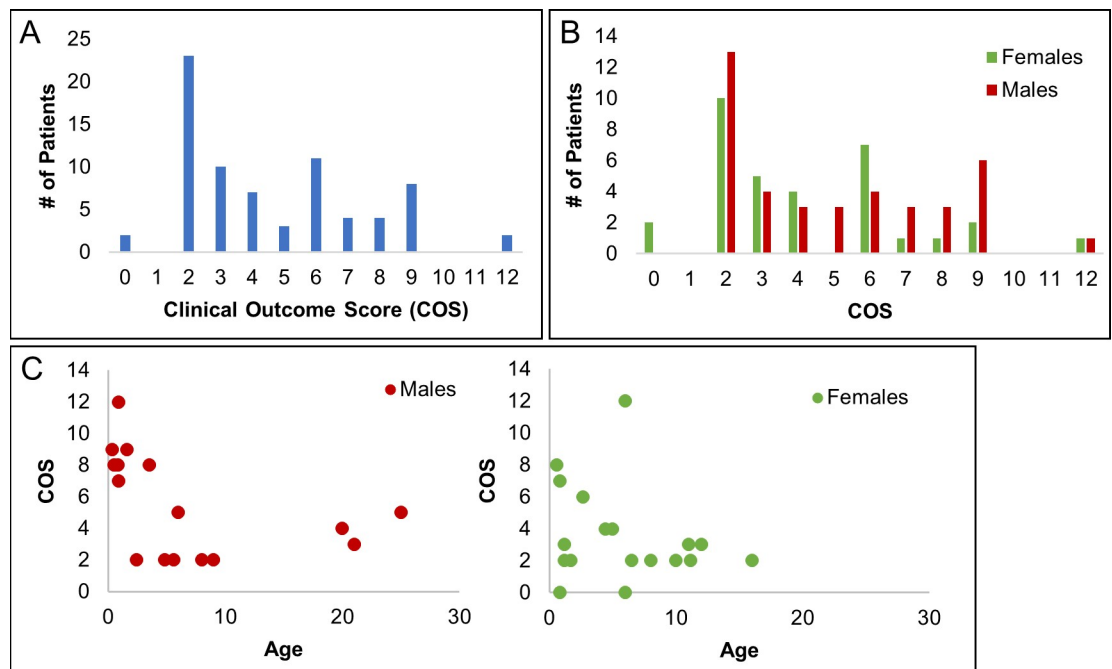 A
# of Patients
25
20
15
10
5
0
0 1 2 3 4 5 6 7 8 9 10 11 12
Clinical Outcome Score (COS)
B
# of Patients
14
12
10
8
6
4
2
0
Females
Males
0 1 2 3 4 5 6 7 8 9 10 11 12
COS
C
COS
14
12
10
8
6
4
2
0
Males
0 10 20 30
Age
COS
14
12
10
8
6
4
2
0
Females
0 10 20 30
Age